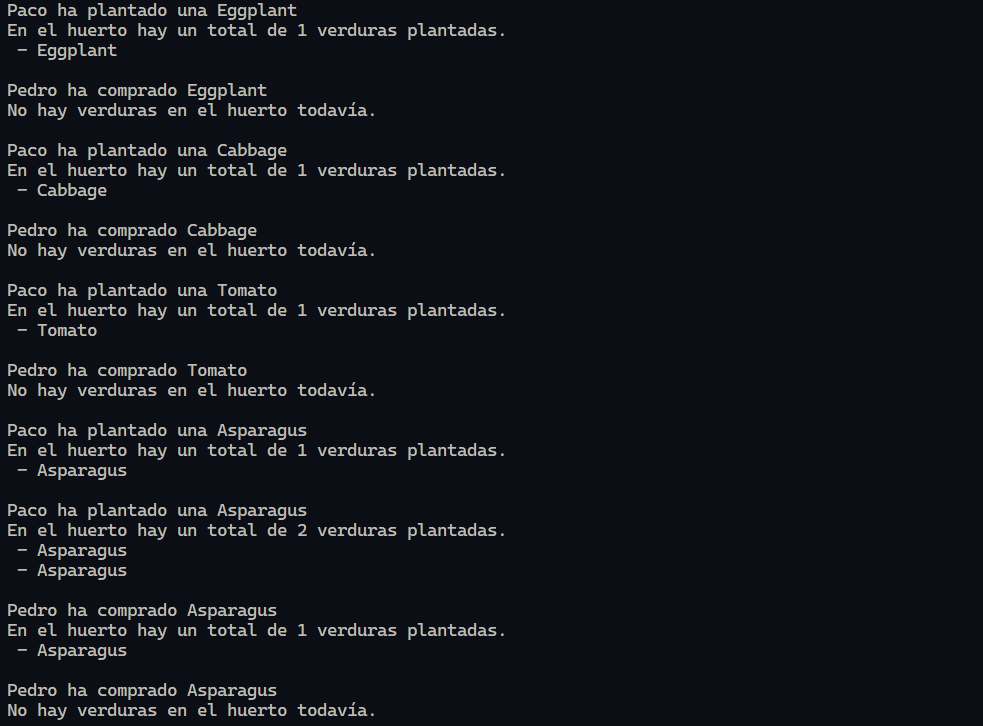 Paco ha plantado una Eggplant
En el huerto hay un total de 1 verduras plantadas.
– Eggplant
Pedro ha comprado Eggplant
No hay verduras en el huerto todavía.
Paco ha plantado una Cabbage
En el huerto hay un total de 1 verduras plantadas.
– Cabbage
Pedro ha comprado Cabbage
No hay verduras en el huerto todavía.
Paco ha plantado una Tomato
En el huerto hay un total de 1 verduras plantadas.
– Tomato
Pedro ha comprado Tomato
No hay verduras en el huerto todavía.
Paco ha plantado una Asparagus
En el huerto hay un total de 1 verduras plantadas.
– Asparagus
Paco ha plantado una Asparagus
En el huerto hay un total de 2 verduras plantadas.
– Asparagus
– Asparagus
Pedro ha comprado Asparagus
En el huerto hay un total de 1 verduras plantadas.
– Asparagus
Pedro ha comprado Asparagus
No hay verduras en el huerto todavía.